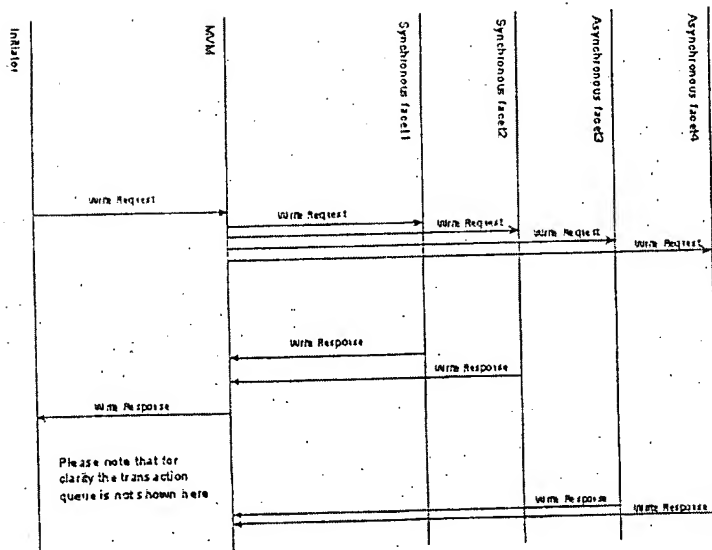 Initiator
MVM
Synchronous facet1
Synchronous facet2
Asynchronous facet3
Asynchronous facet4
Write Request
Write Request
Write Request
Write Request
Write Request
Write Response
Write Response
Write Response
Please note that for
clarity the transaction
queue is not shown here
Write Response
Write Response